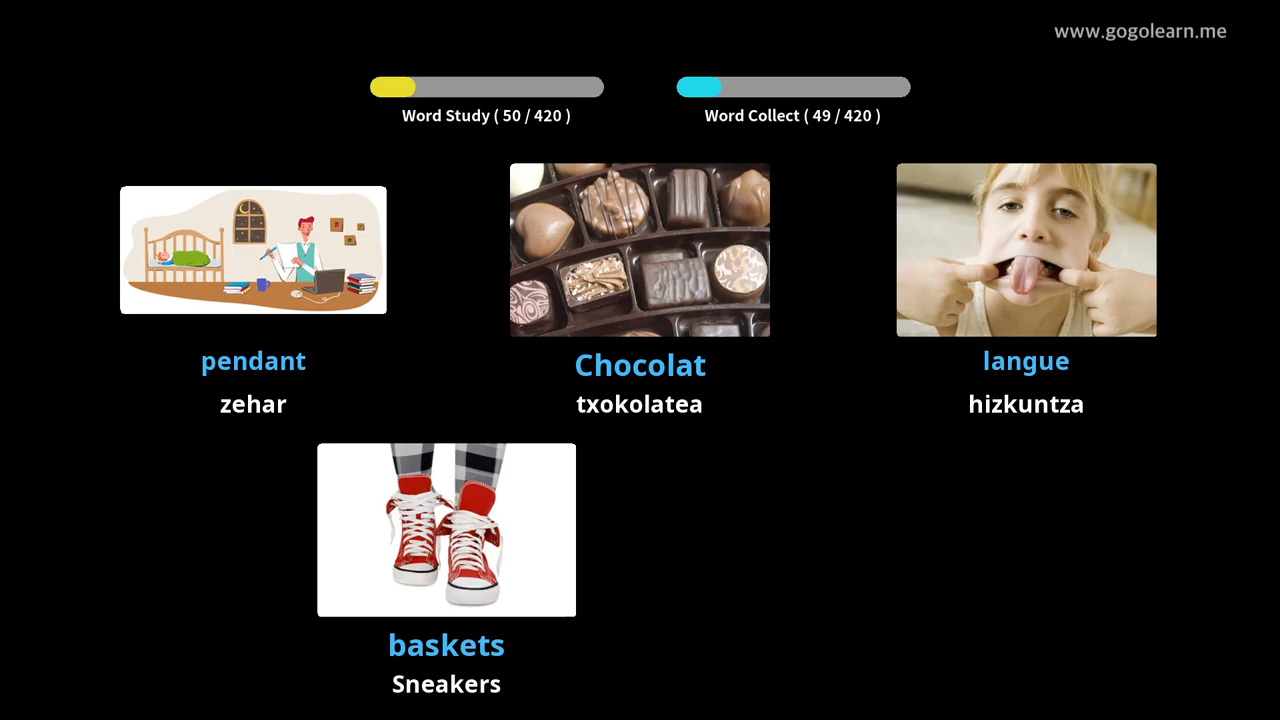 www.gogolearn.me
Word Study ( 50 / 420 )
Word Collect ( 49 / 420 )
pendant
zehar
Chocolat
txokolatea
langue
hizkuntza
baskets
Sneakers